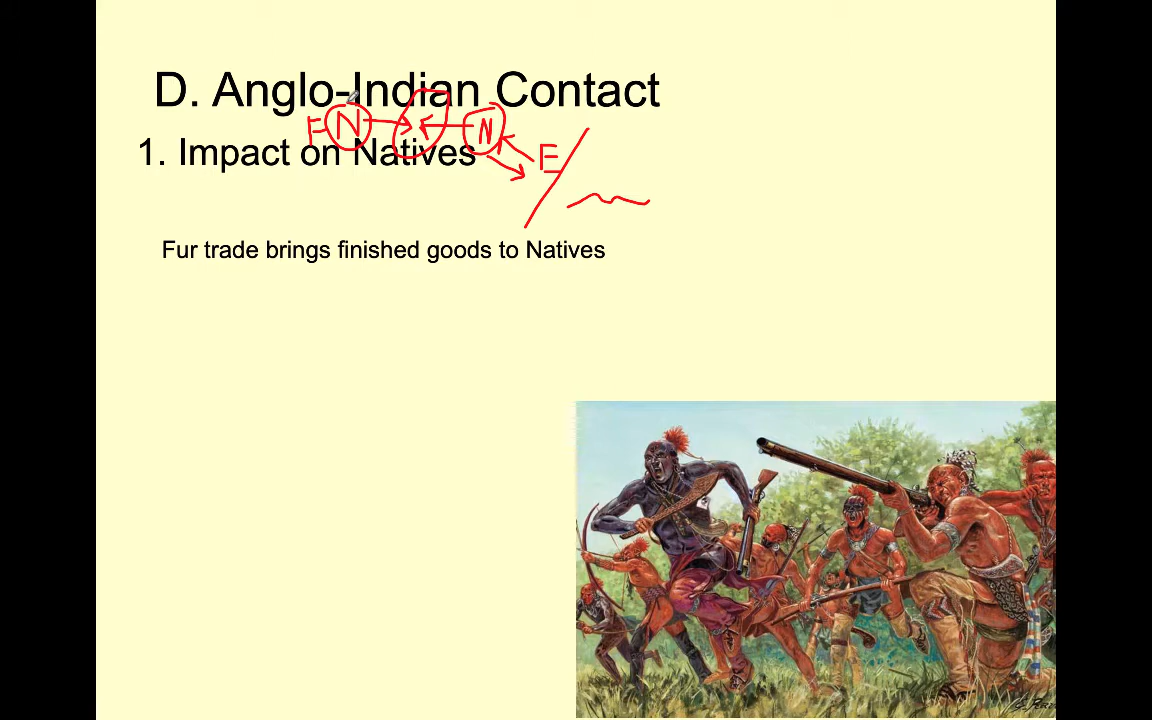 D. Anglo-Indian Contact
F N N
E
1. Impact on Natives
Fur trade brings finished goods to Natives